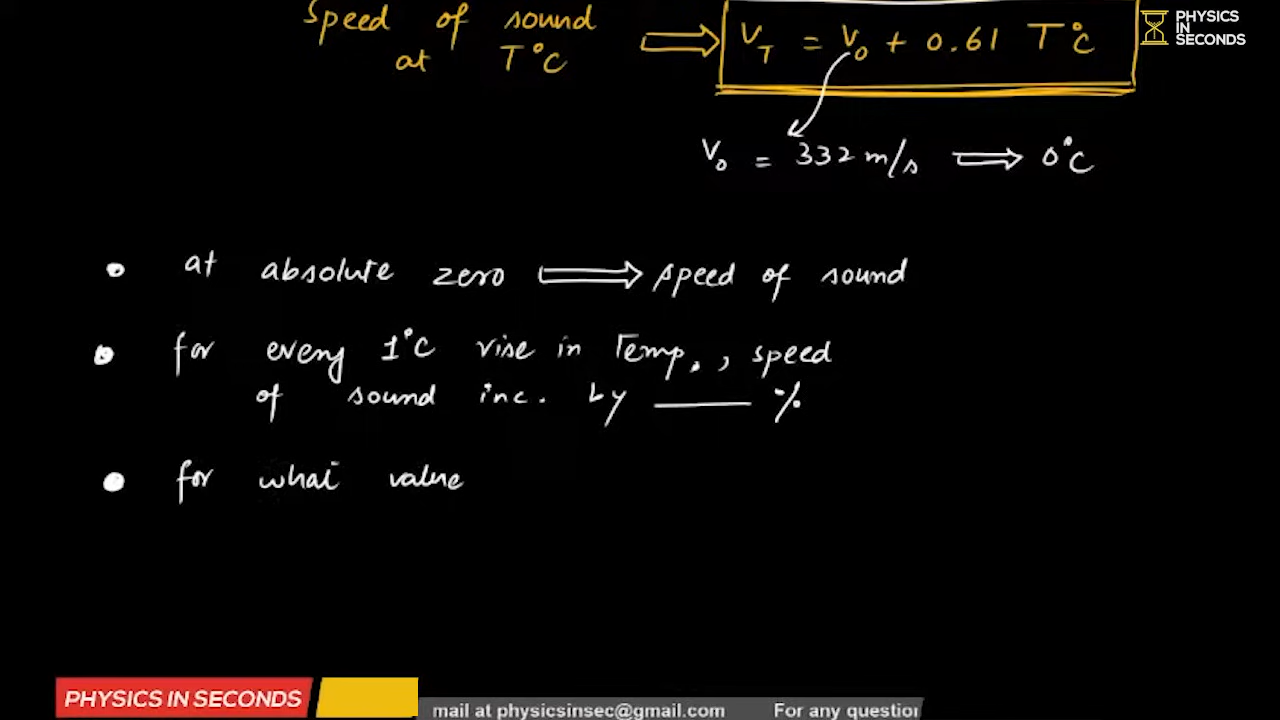 Speed of sound
at T°C ⟹ V_T = V_0 + 0.61 T°C
PHYSICS
IN
SECONDS
V_0 = 332 m/s ⟹ 0°C
• at absolute zero ⟹ speed of sound
• for every 1°C rise in Temp., speed
of sound inc. by ____ %
• for what value
PHYSICS IN SECONDS
mail at physicsinsec@gmail.com For any question